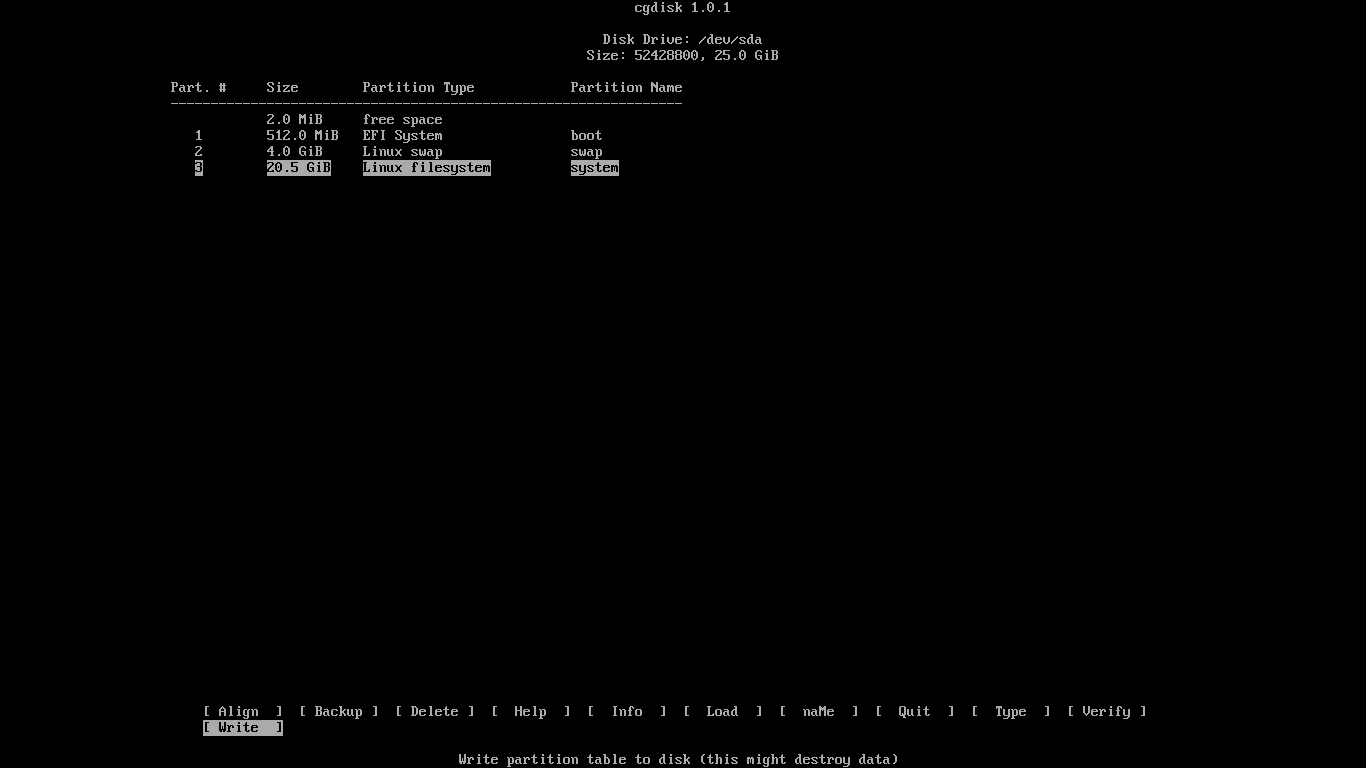 cgdisk 1.0.1
Disk Drive: /dev/sda
Size: 52428800, 25.0 GiB
Part. # Size Partition Type Partition Name
----------------------------------------------------------------
2.0 MiB free space
1 512.0 MiB EFI System boot
2 4.0 GiB Linux swap swap
3 20.5 GiB Linux filesystem system
[ Align ] [ Backup ] [ Delete ] [ Help ] [ Info ] [ Load ] [ naMe ] [ Quit ] [ Type ] [ Verify ]
[ Write ]
Write partition table to disk (this might destroy data)